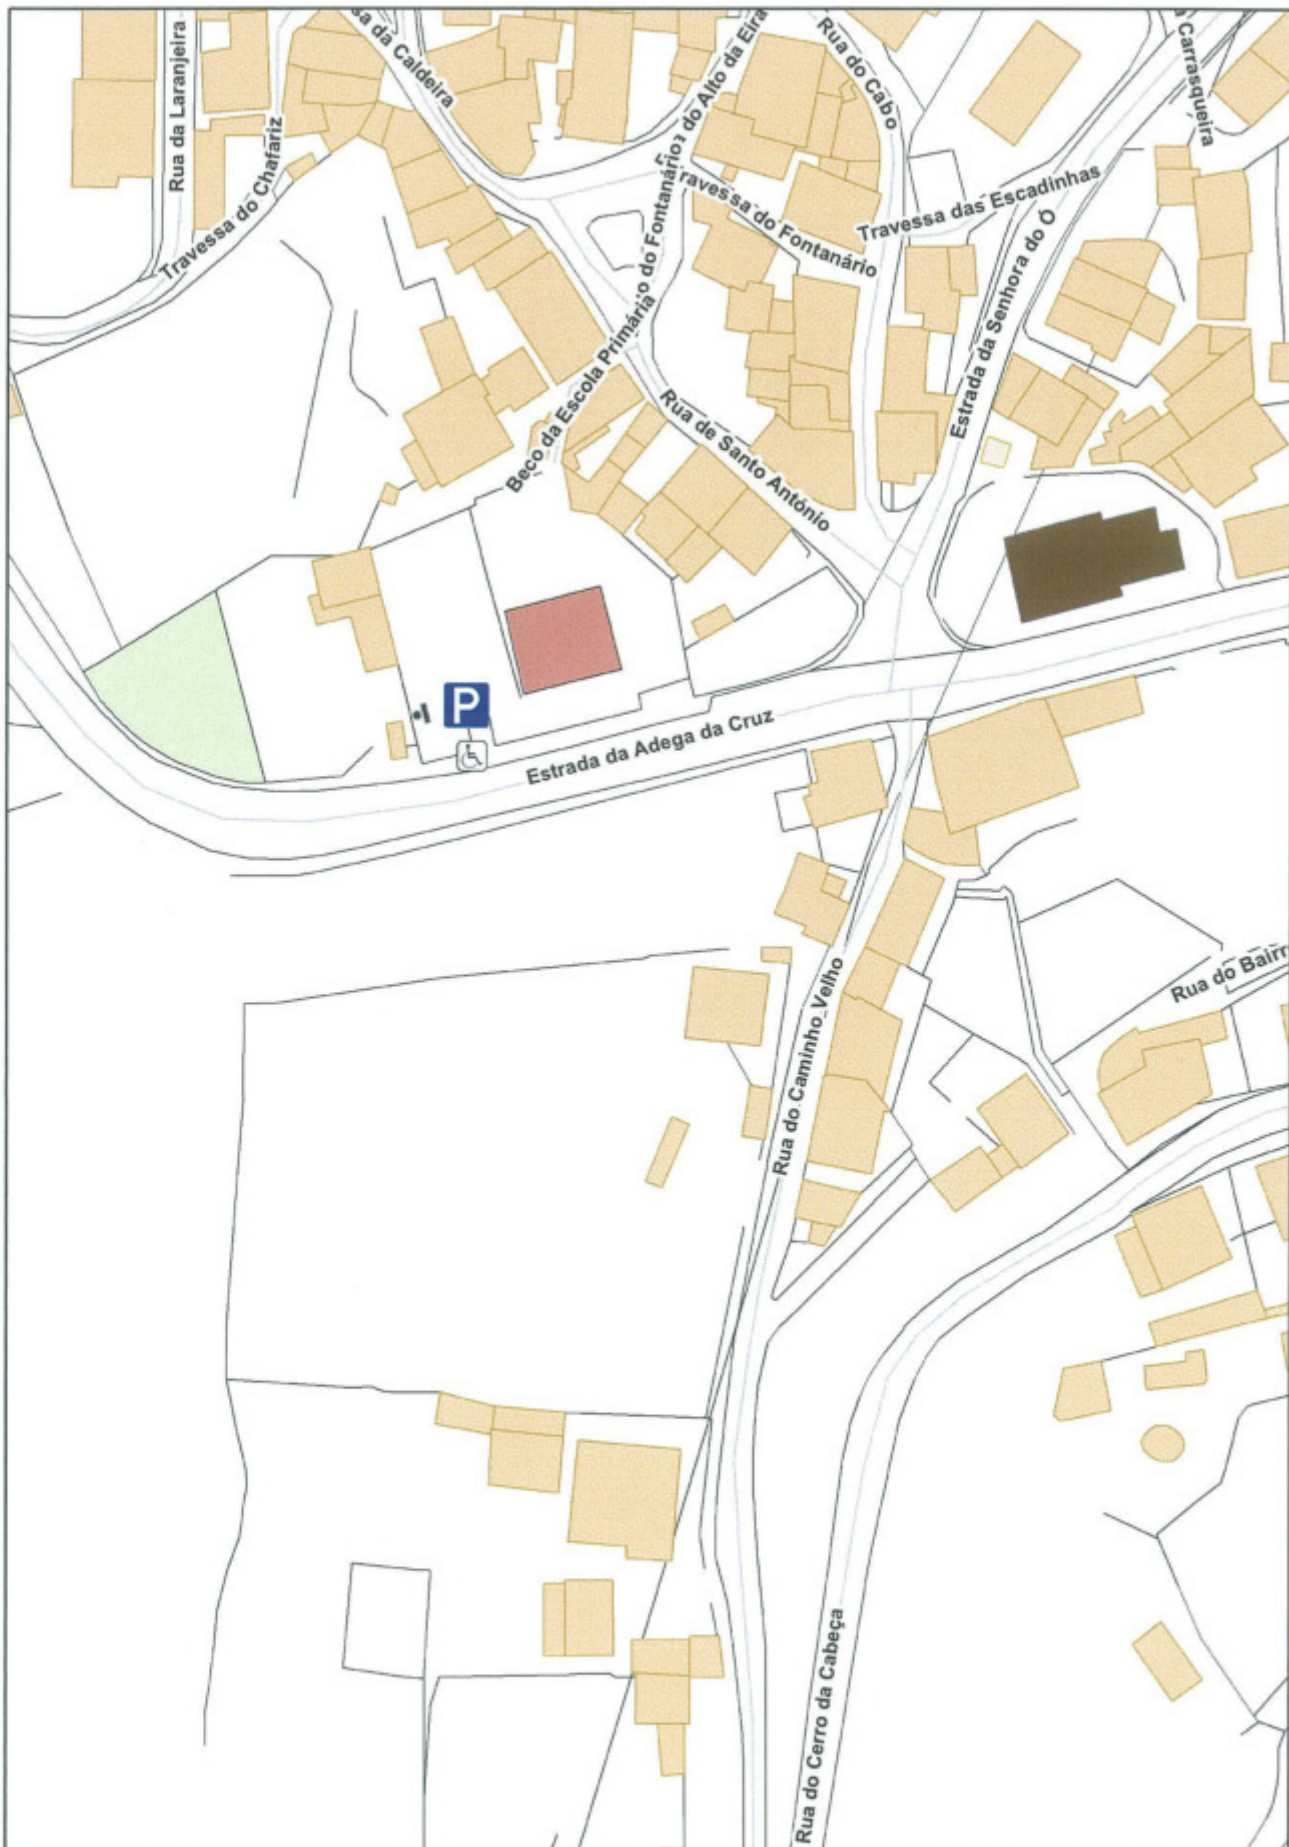 sa da Caldeira
Alto da Eira
Rua do Cabo
Carrasqueira
Rua da Laranjeira
Travessa do Chafariz
do Fontanário
Travessa do Fontanário
Travessa das Escadinhas
Estrada da Senhora do Ó
Beco da Escola Primária
Rua de Santo António
P
Estrada da Adega da Cruz
Rua do Caminho Velho
Rua do Bairr
Rua do Cerro da Cabeça